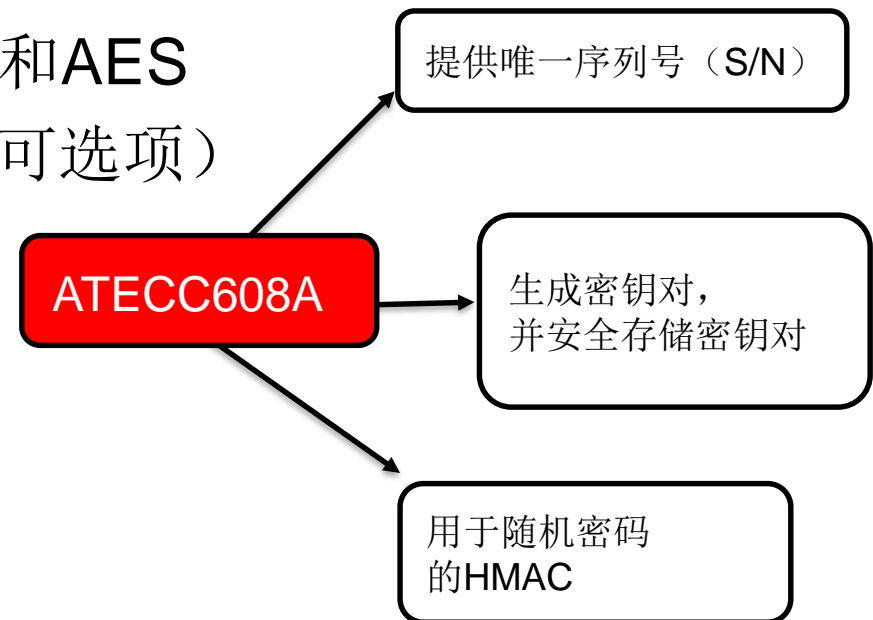 和AES
可选项）
提供唯一序列号（S/N）
ATECC608A
生成密钥对，
并安全存储密钥对
用于随机密码
的HMAC